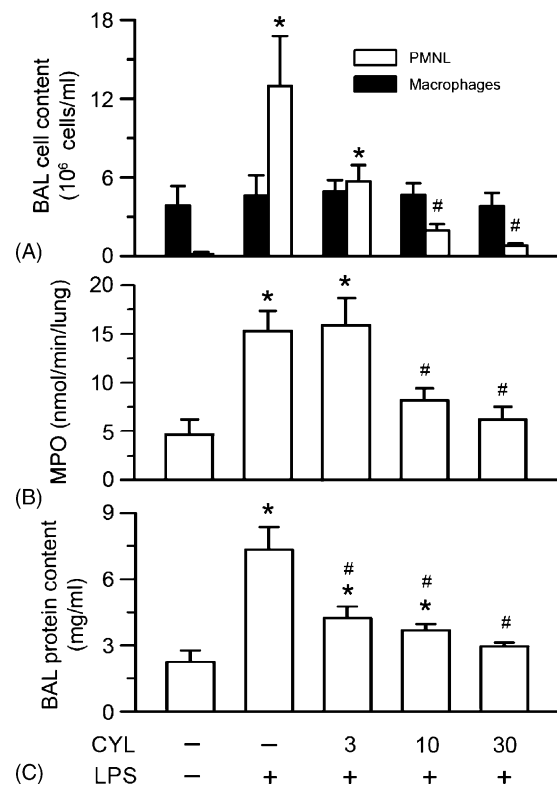 18
12
6
0
BAL cell content
(10⁶ cells/ml)
PMNL
Macrophages
*
*
#
#
(A)
20
15
10
5
0
MPO (nmol/min/lung)
*
*
#
#
(B)
9
6
3
0
BAL protein content
(mg/ml)
*
#
*
#
*
#
CYL – – 3 10 30
(C) LPS – + + + +